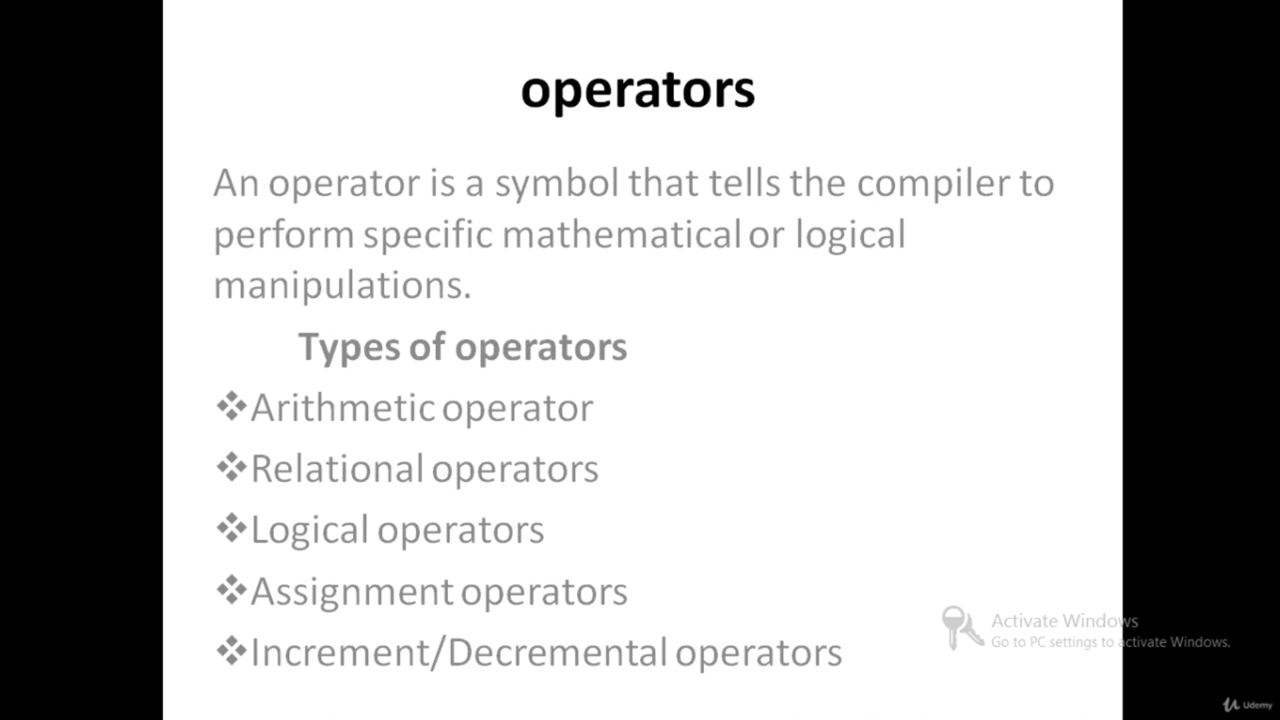 operators
An operator is a symbol that tells the compiler to
perform specific mathematical or logical
manipulations.
Types of operators
❖Arithmetic operator
❖Relational operators
❖Logical operators
❖Assignment operators
❖Increment/Decremental operators
Activate Windows
Go to PC settings to activate Windows.
Udemy